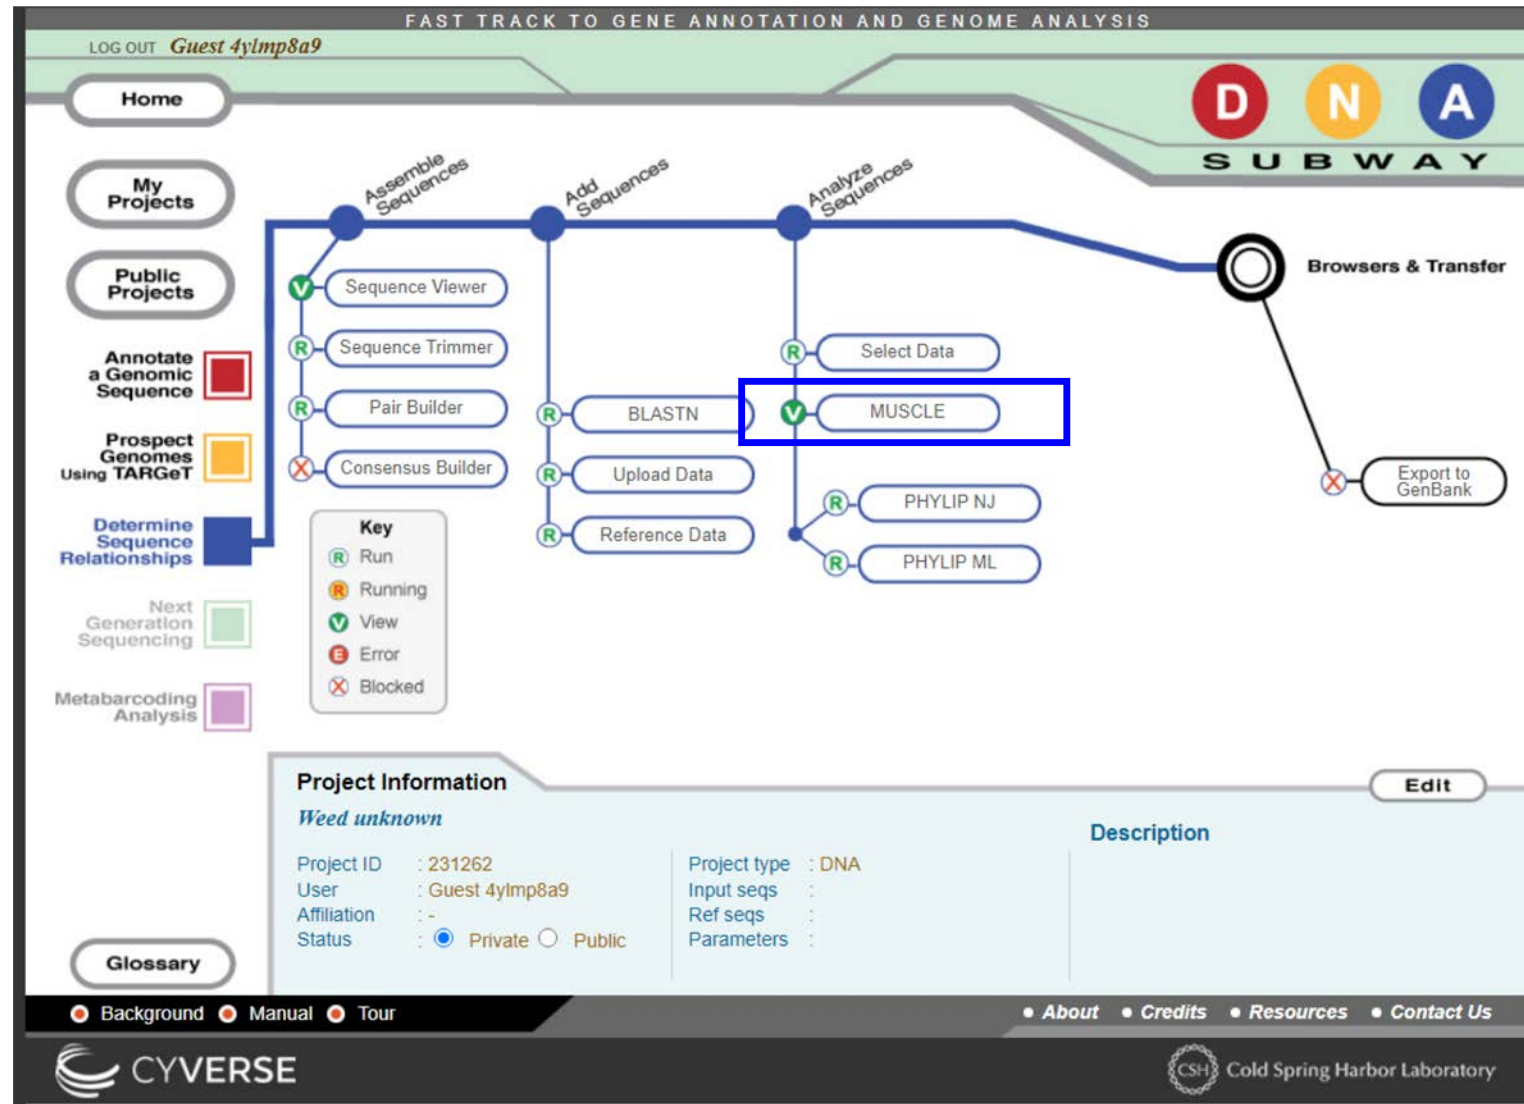 FAST TRACK TO GENE ANNOTATION AND GENOME ANALYSIS
LOG OUT Guest 4ylmp8a9
Home
D N A
SUBWAY
My
Projects
Public
Projects
Assemble
Sequences
Add
Sequences
Analyze
Sequences
Browsers & Transfer
V Sequence Viewer
R Sequence Trimmer
R Pair Builder
Consensus Builder
R BLASTN
R Upload Data
R Reference Data
R Select Data
V MUSCLE
R PHYLIP NJ
R PHYLIP ML
Export to
GenBank
Annotate
a Genomic
Sequence
Prospect
Genomes
Using TARGeT
Determine
Sequence
Relationships
Next
Generation
Sequencing
Metabarcoding
Analysis
Key
R Run
R Running
V View
E Error
Blocked
Project Information
Edit
Weed unknown
Description
Project ID : 231262
User : Guest 4ylmp8a9
Affiliation : -
Status : Private Public
Project type : DNA
Input seqs :
Ref seqs :
Parameters :
Glossary
Background Manual Tour
About Credits Resources Contact Us
CYVERSE
CSH Cold Spring Harbor Laboratory